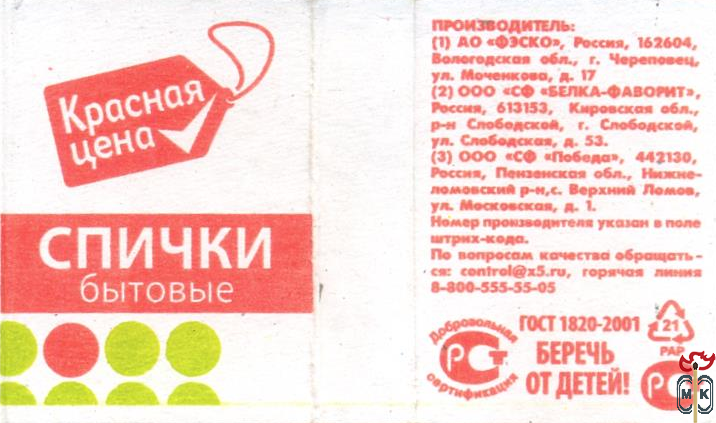 Красная
цена
СПИЧКИ
бытовые
ПРОИЗВОДИТЕЛЬ:
(1) АО «ФЭСКО», Россия, 162604,
Вологодская обл., г. Череповец,
ул. Моченкова, д. 17
(2) ООО «СФ «БЕЛКА-ФАВОРИТ»,
Россия, 613153, Кировская обл.,
р-н Слободской, г. Слободской,
ул. Слободская, д. 53.
(3) ООО «СФ «Победа», 442130,
Россия, Пензенская обл., Нижне-
ломовский р-н,с. Верхний Ломов,
ул. Московская, д. 1.
Номер производителя указан в поле
штрих-кода.
По вопросам качества обращать-
ся: control@x5.ru, горячая линия
8-800-555-55-05
Добровольная
РСТ
сертификация
ГОСТ 1820-2001
БЕРЕЧЬ
ОТ ДЕТЕЙ!
21
PAP
РС
МК